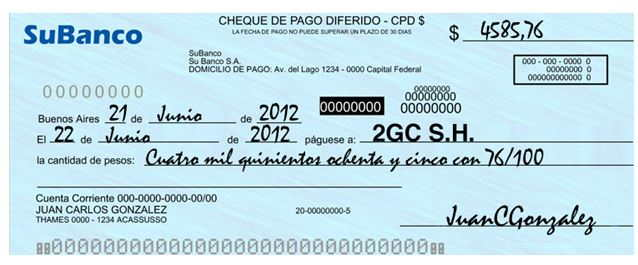 SuBanco
CHEQUE DE PAGO DIFERIDO - CPD $
LA FECHA DE PAGO NO PUEDE SUPERAR UN PLAZO DE 30 DIAS
$ 4585,76
SuBanco
Su Banco S.A.
DOMICILIO DE PAGO: Av. del Lago 1234 - 0000 Capital Federal
000 - 000 - 0000 0
00000000 0
000000000000 0
00000000
00000000
00000000
00000000
00000000
Buenos Aires 21 de Junio de 2012
El 22 de Junio de 2012 páguese a: 2GC S.H.
la cantidad de pesos: Cuatro mil quinientos ochenta y cinco con 76/100
Cuenta Corriente 000-0000-0000-00/00
JUAN CARLOS GONZALEZ
20-00000000-5
THAMES 0000 - 1234 ACASSUSSO
JuanCGonzalez